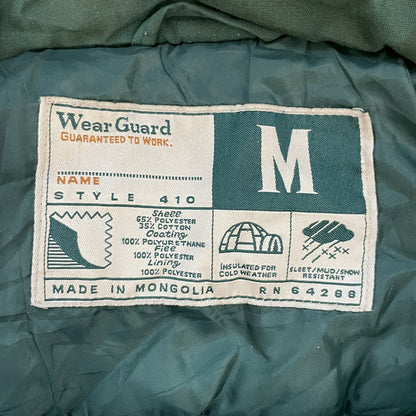 Wear Guard
GUARANTEED TO WORK.
M
NAME
STYLE 410
Shell
65% POLYESTER
35% COTTON
Coating
100% POLYURETHANE
Fill
100% POLYESTER
Lining
100% POLYESTER
INSULATED FOR
COLD WEATHER
SLEET/MUD/SNOW
RESISTANT
MADE IN MONGOLIA RN 64288